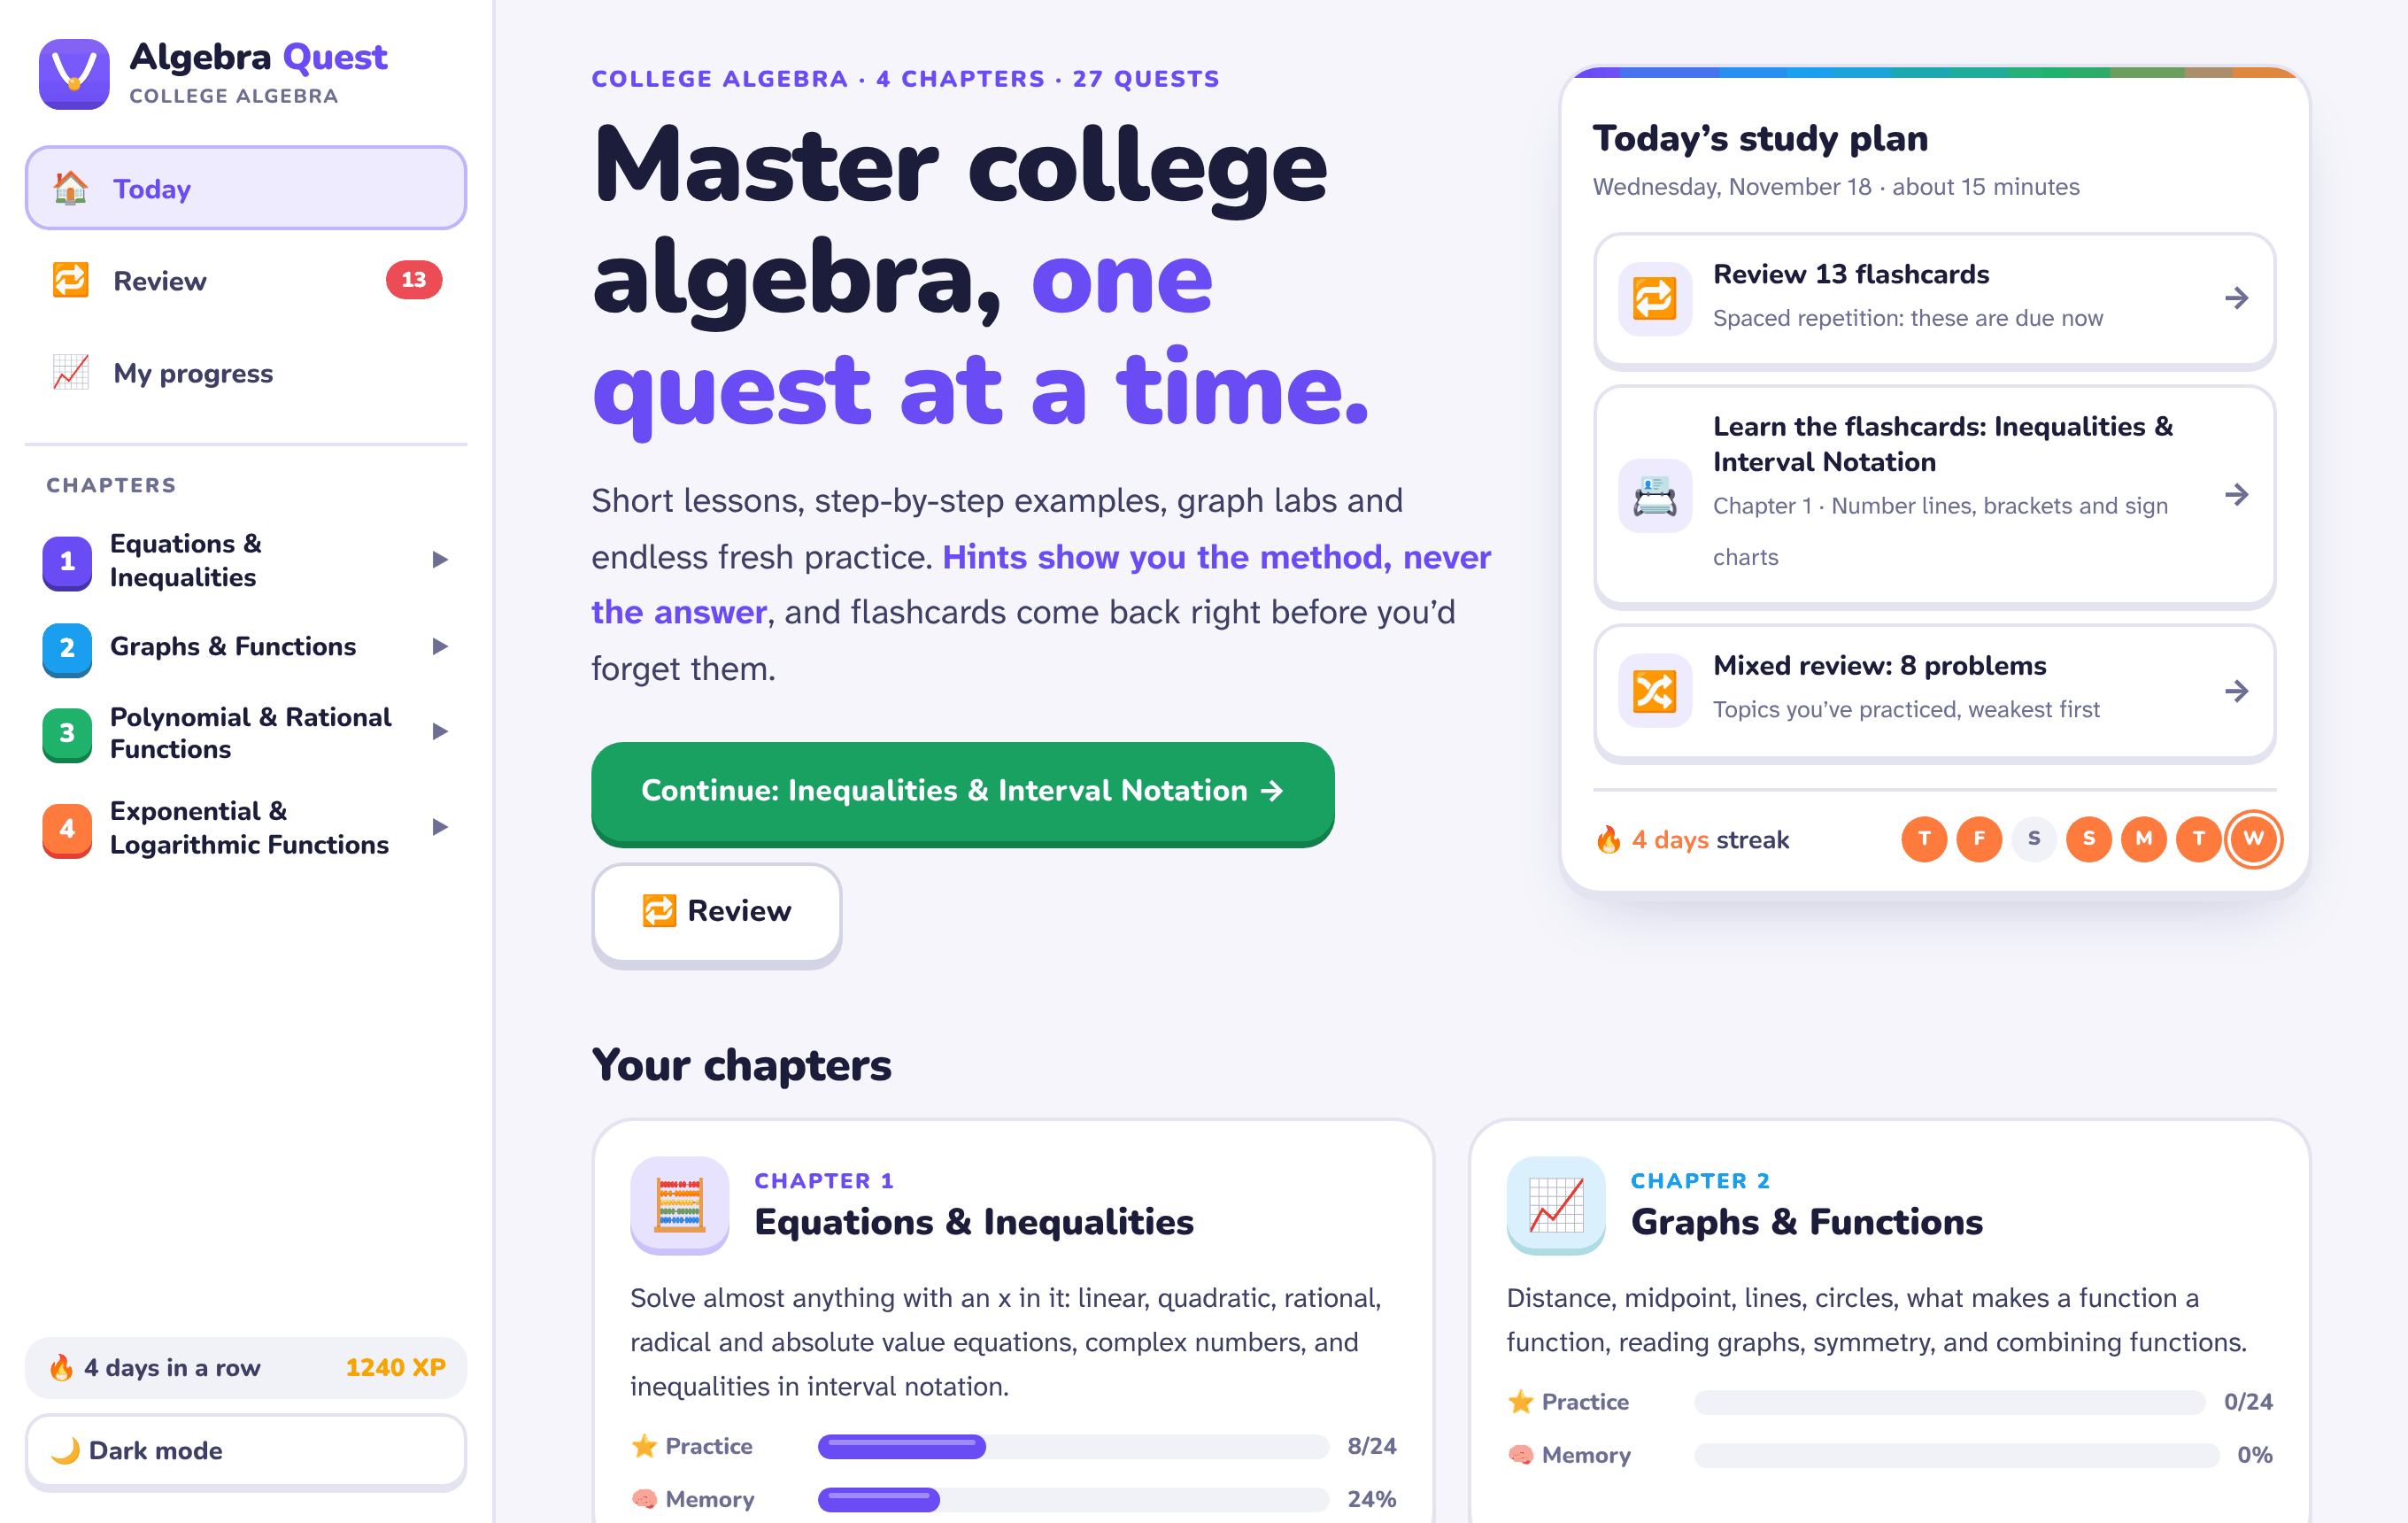 Algebra Quest
COLLEGE ALGEBRA
Today
Review
13
My progress
CHAPTERS
1
Equations &
Inequalities
2
Graphs & Functions
3
Polynomial & Rational
Functions
4
Exponential &
Logarithmic Functions
4 days in a row
1240 XP
Dark mode
COLLEGE ALGEBRA · 4 CHAPTERS · 27 QUESTS
Master college
algebra, one
quest at a time.
Short lessons, step-by-step examples, graph labs and
endless fresh practice. Hints show you the method, never
the answer, and flashcards come back right before you’d
forget them.
Continue: Inequalities & Interval Notation →
Review
Today’s study plan
Wednesday, November 18 · about 15 minutes
Review 13 flashcards
Spaced repetition: these are due now
→
Learn the flashcards: Inequalities &
Interval Notation
Chapter 1 · Number lines, brackets and sign
charts
→
Mixed review: 8 problems
Topics you’ve practiced, weakest first
→
4 days streak
T F S S M T W
Your chapters
CHAPTER 1
Equations & Inequalities
Solve almost anything with an x in it: linear, quadratic, rational,
radical and absolute value equations, complex numbers, and
inequalities in interval notation.
Practice
8/24
Memory
24%
CHAPTER 2
Graphs & Functions
Distance, midpoint, lines, circles, what makes a function a
function, reading graphs, symmetry, and combining functions.
Practice
0/24
Memory
0%